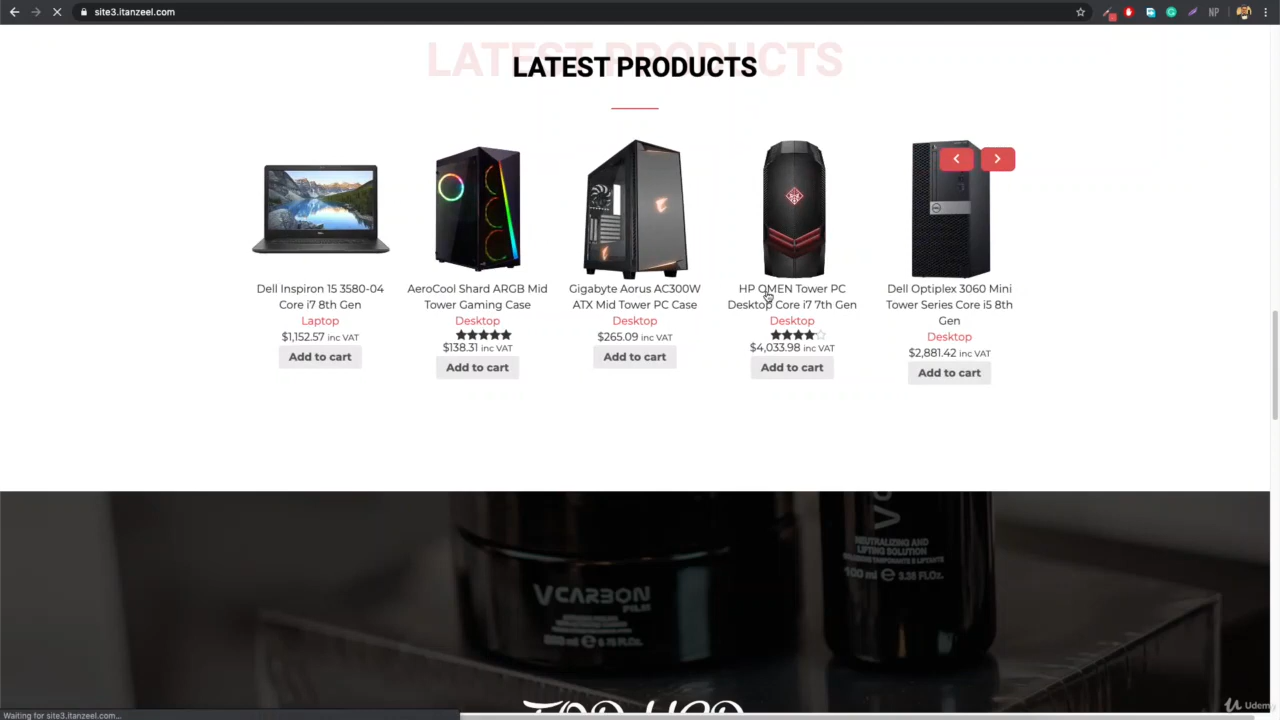 site3.itanzeel.com
NP
LATEST PRODUCTS
LATEST PRODUCTS
Dell Inspiron 15 3580-04
Core i7 8th Gen
Laptop
$1,152.57 inc VAT
Add to cart
AeroCool Shard ARGB Mid
Tower Gaming Case
Desktop
$138.31 inc VAT
Add to cart
Gigabyte Aorus AC300W
ATX Mid Tower PC Case
Desktop
$265.09 inc VAT
Add to cart
HP OMEN Tower PC
Desktop Core i7 7th Gen
Desktop
$4,033.98 inc VAT
Add to cart
Dell Optiplex 3060 Mini
Tower Series Core i5 8th
Gen
Desktop
$2,881.42 inc VAT
Add to cart
VCARBON
FILM
VC
NEUTRALIZING AND
LIFTING SOLUTION
100 ml e 3.38 FL.Oz.
Waiting for site3.itanzeel.com...
Udemy